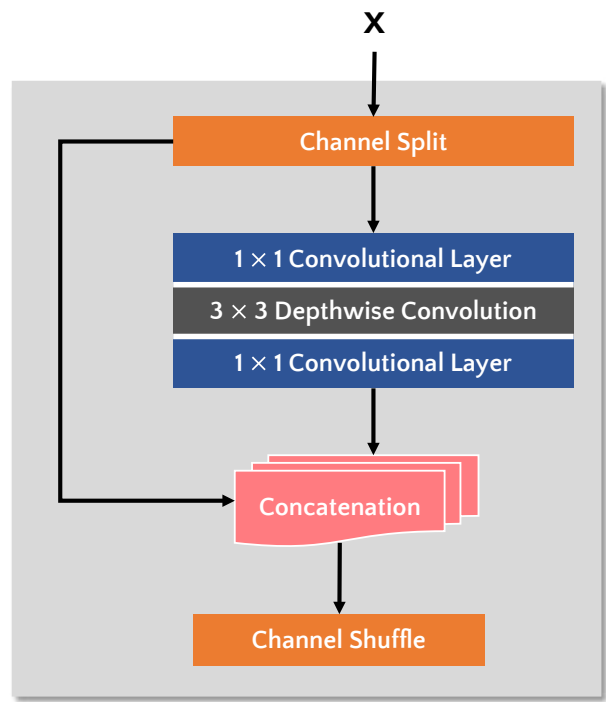 X
Channel Split
1 × 1 Convolutional Layer
3 × 3 Depthwise Convolution
1 × 1 Convolutional Layer
Concatenation
Channel Shuffle